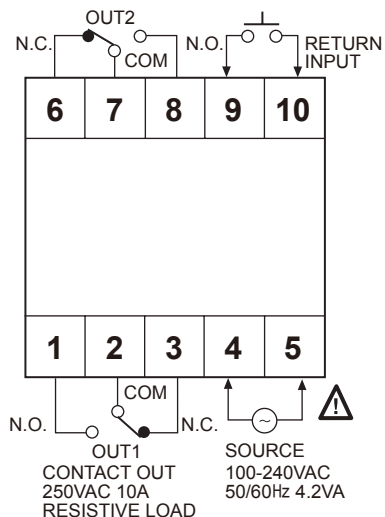 OUT2
N.C.
COM
N.O.
RETURN
INPUT
6 7 8 9 10
1 2 3 4 5
COM
N.O.
N.C.
OUT1
CONTACT OUT
250VAC 10A
RESISTIVE LOAD
SOURCE
100-240VAC
50/60Hz 4.2VA
!